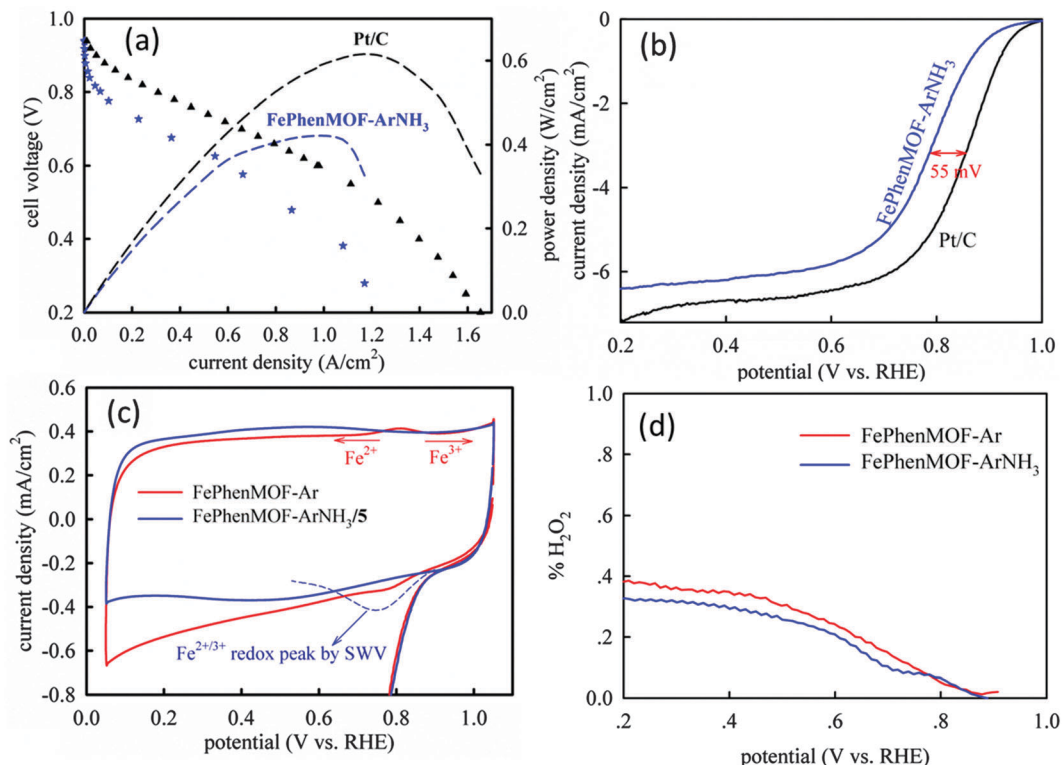 (a)
Pt/C
FePhenMOF-ArNH3
1.0
0.8
0.6
0.4
0.2
cell voltage (V)
0.0 0.2 0.4 0.6 0.8 1.0 1.2 1.4 1.6
current density (A/cm²)
0.6
0.4
0.2
0.0
power density (W/cm²)
(b)
FePhenMOF-ArNH3
55 mV
Pt/C
0
-2
-4
-6
current density (mA/cm²)
0.2 0.4 0.6 0.8 1.0
potential (V vs. RHE)
(c)
Fe2+ Fe3+
FePhenMOF-Ar
FePhenMOF-ArNH3/5
Fe2+/3+ redox peak by SWV
0.6
0.4
0.2
0.0
-0.2
-0.4
-0.6
-0.8
current density (mA/cm²)
0.0 0.2 0.4 0.6 0.8 1.0
potential (V vs. RHE)
(d)
FePhenMOF-Ar
FePhenMOF-ArNH3
1.0
.8
.6
.4
.2
0.0
% H2O2
.2 .4 .6 .8 1.0
potential (V vs. RHE)